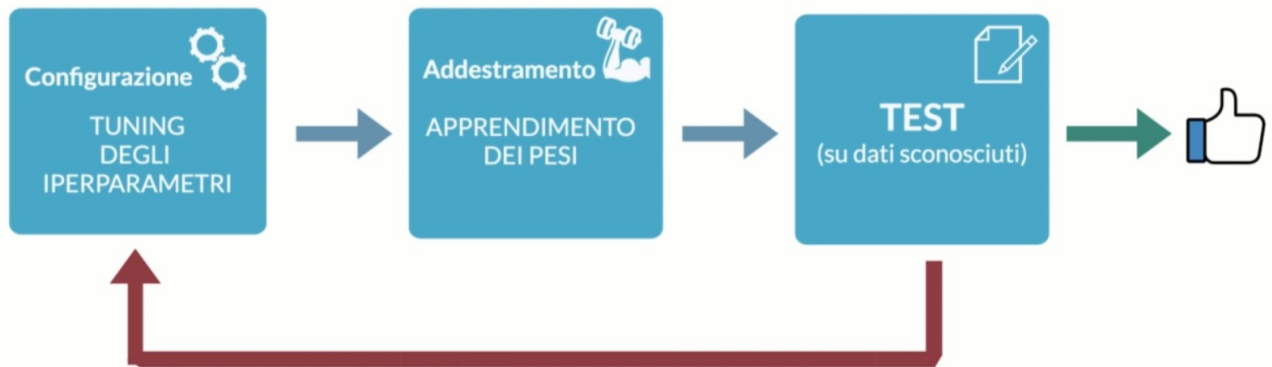 Configurazione
TUNING
DEGLI
IPERPARAMETRI
Addestramento
APPRENDIMENTO
DEI PESI
TEST
(su dati sconosciuti)